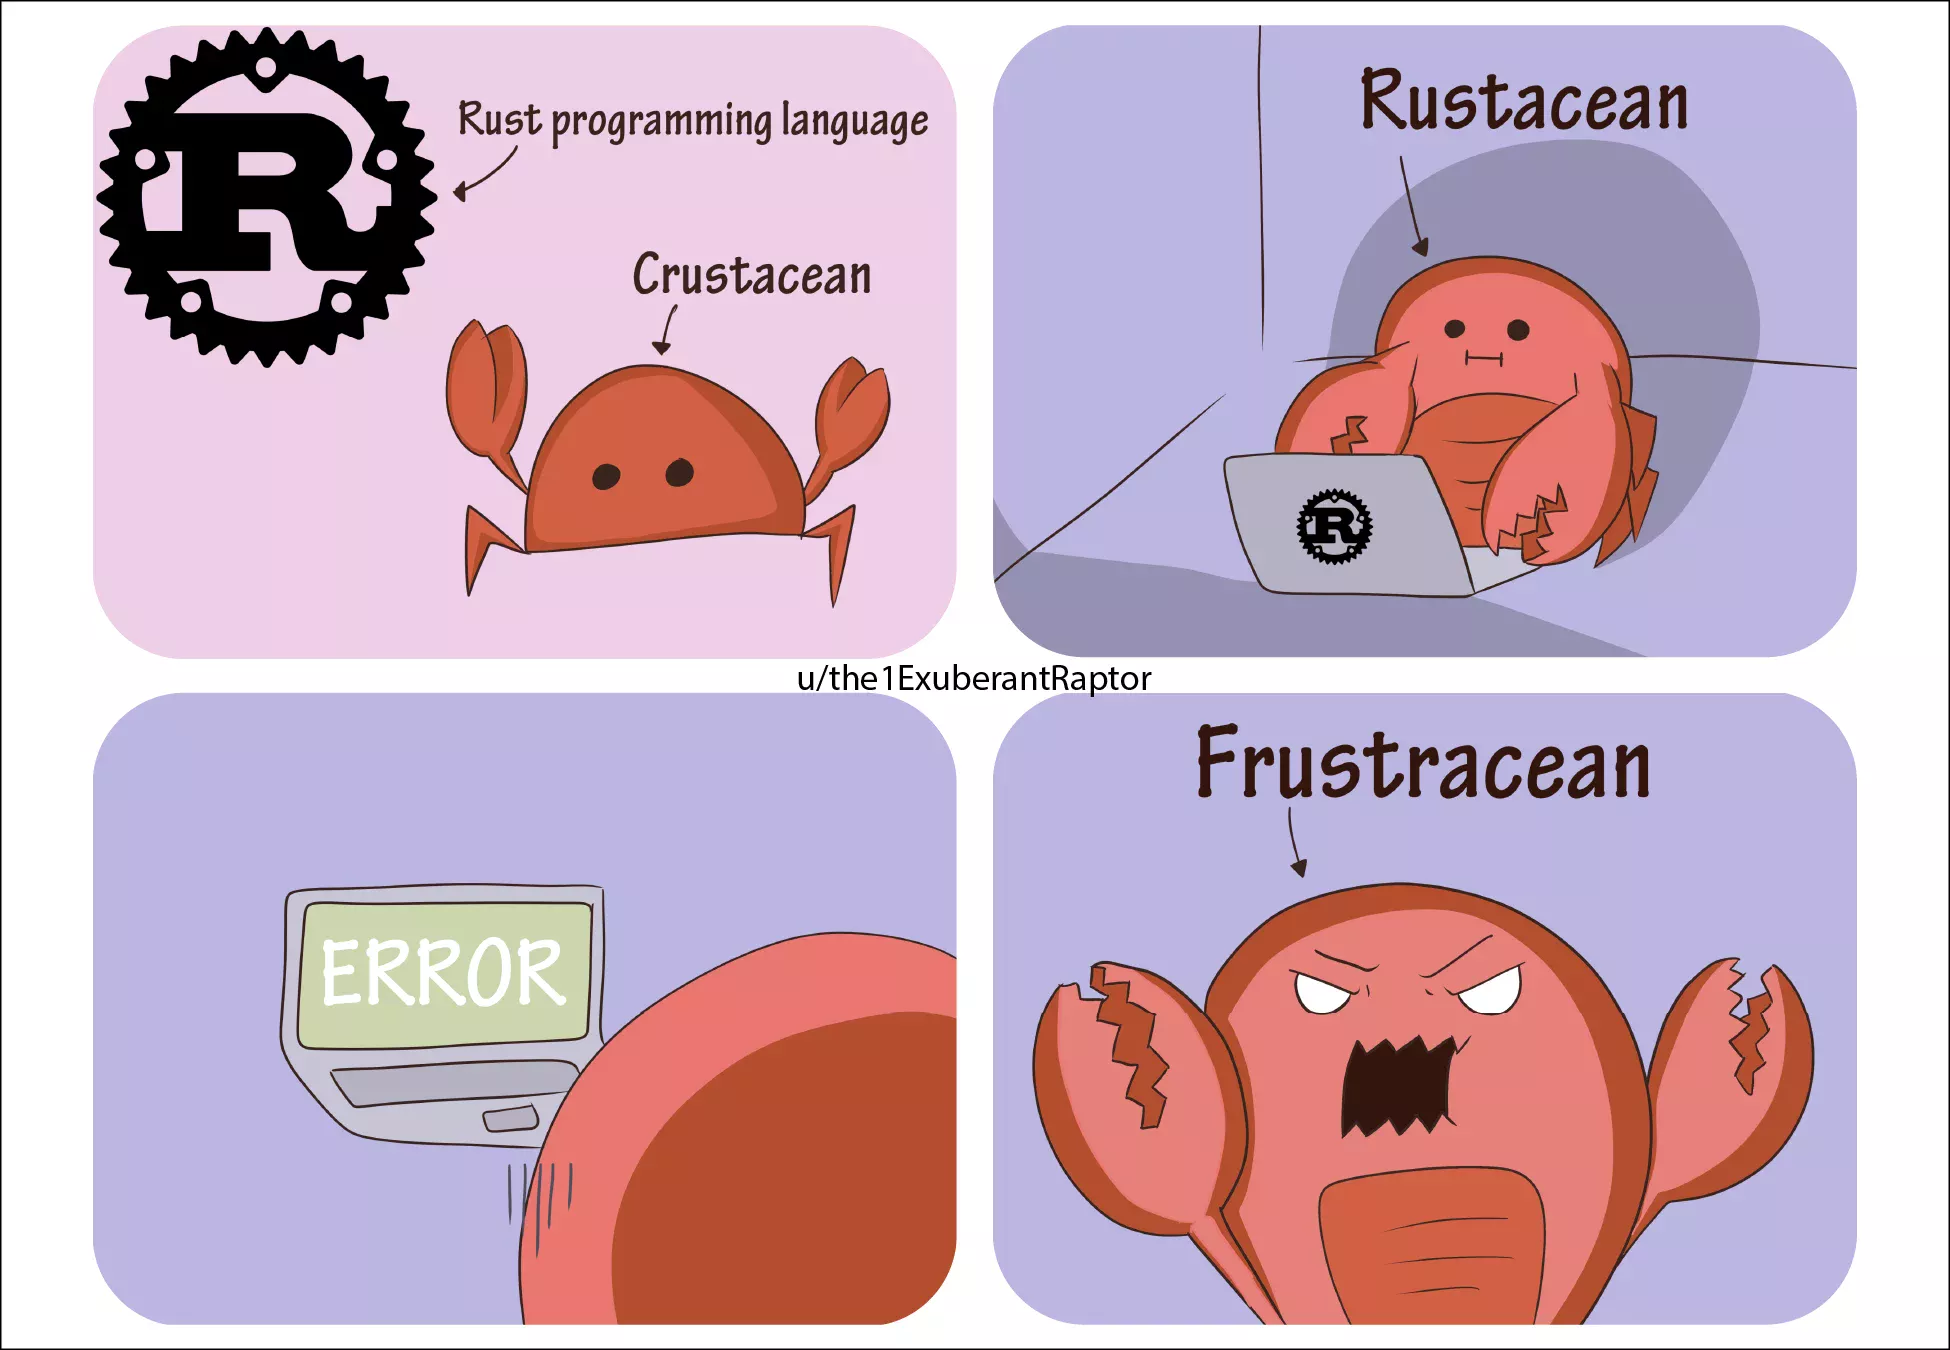 R
Rust programming language
Crustacean
Rustacean
R
u/the1ExuberantRaptor
ERROR
Frustracean